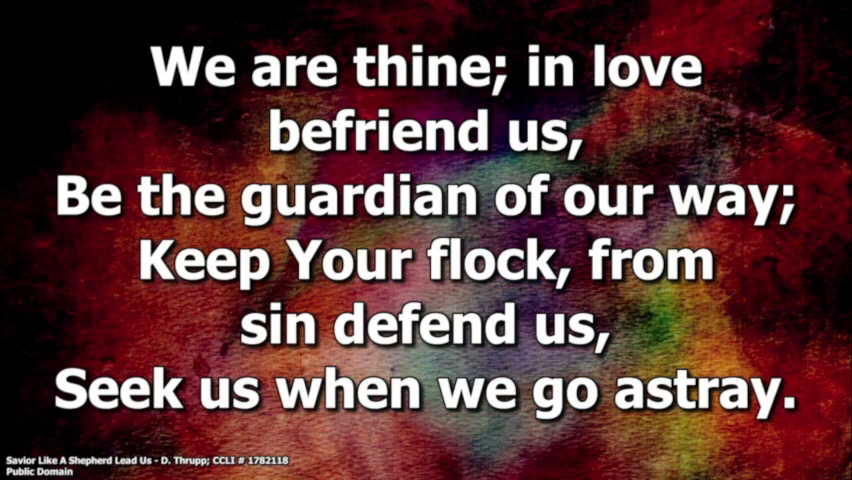 We are thine; in love
befriend us,
Be the guardian of our way;
Keep Your flock, from
sin defend us,
Seek us when we go astray.
Savior Like A Shepherd Lead Us - D. Thrupp; CCLI # 1782118
Public Domain